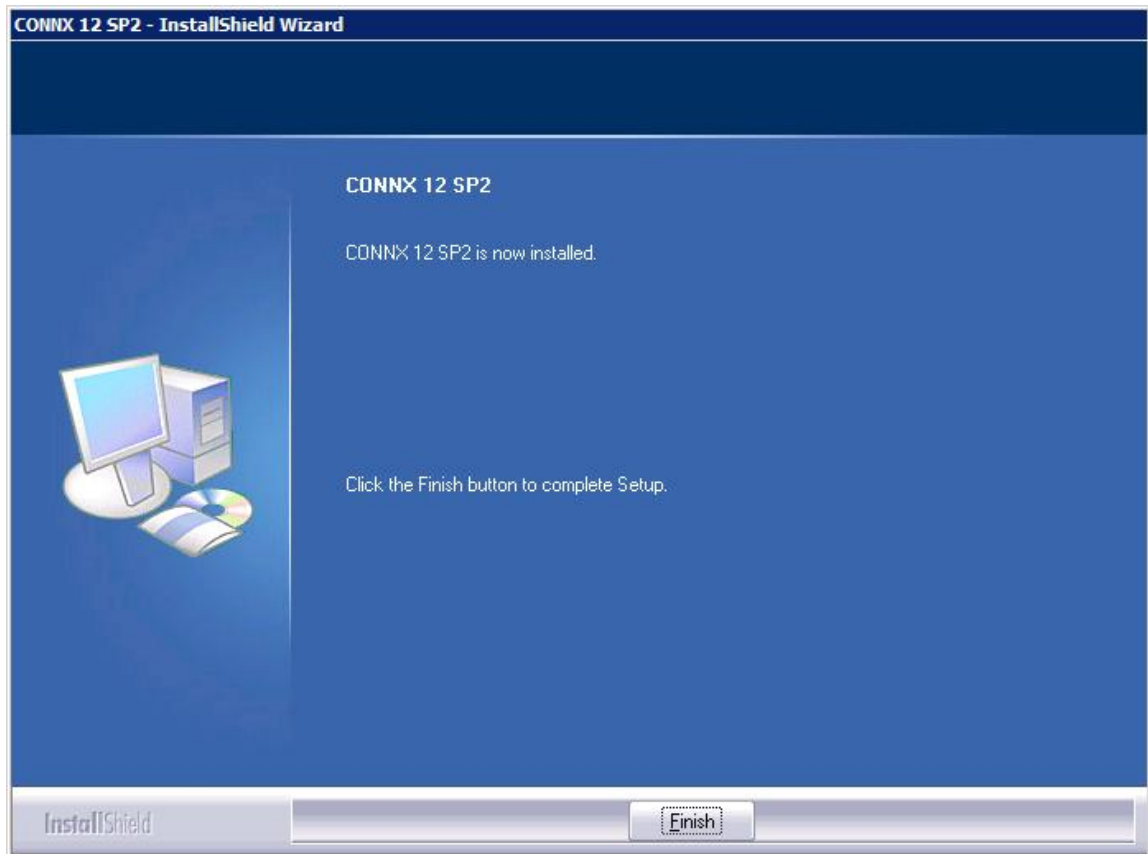 CONNX 12 SP2 - InstallShield Wizard
CONNX 12 SP2
CONNX 12 SP2 is now installed.
Click the Finish button to complete Setup.
InstallShield
Finish